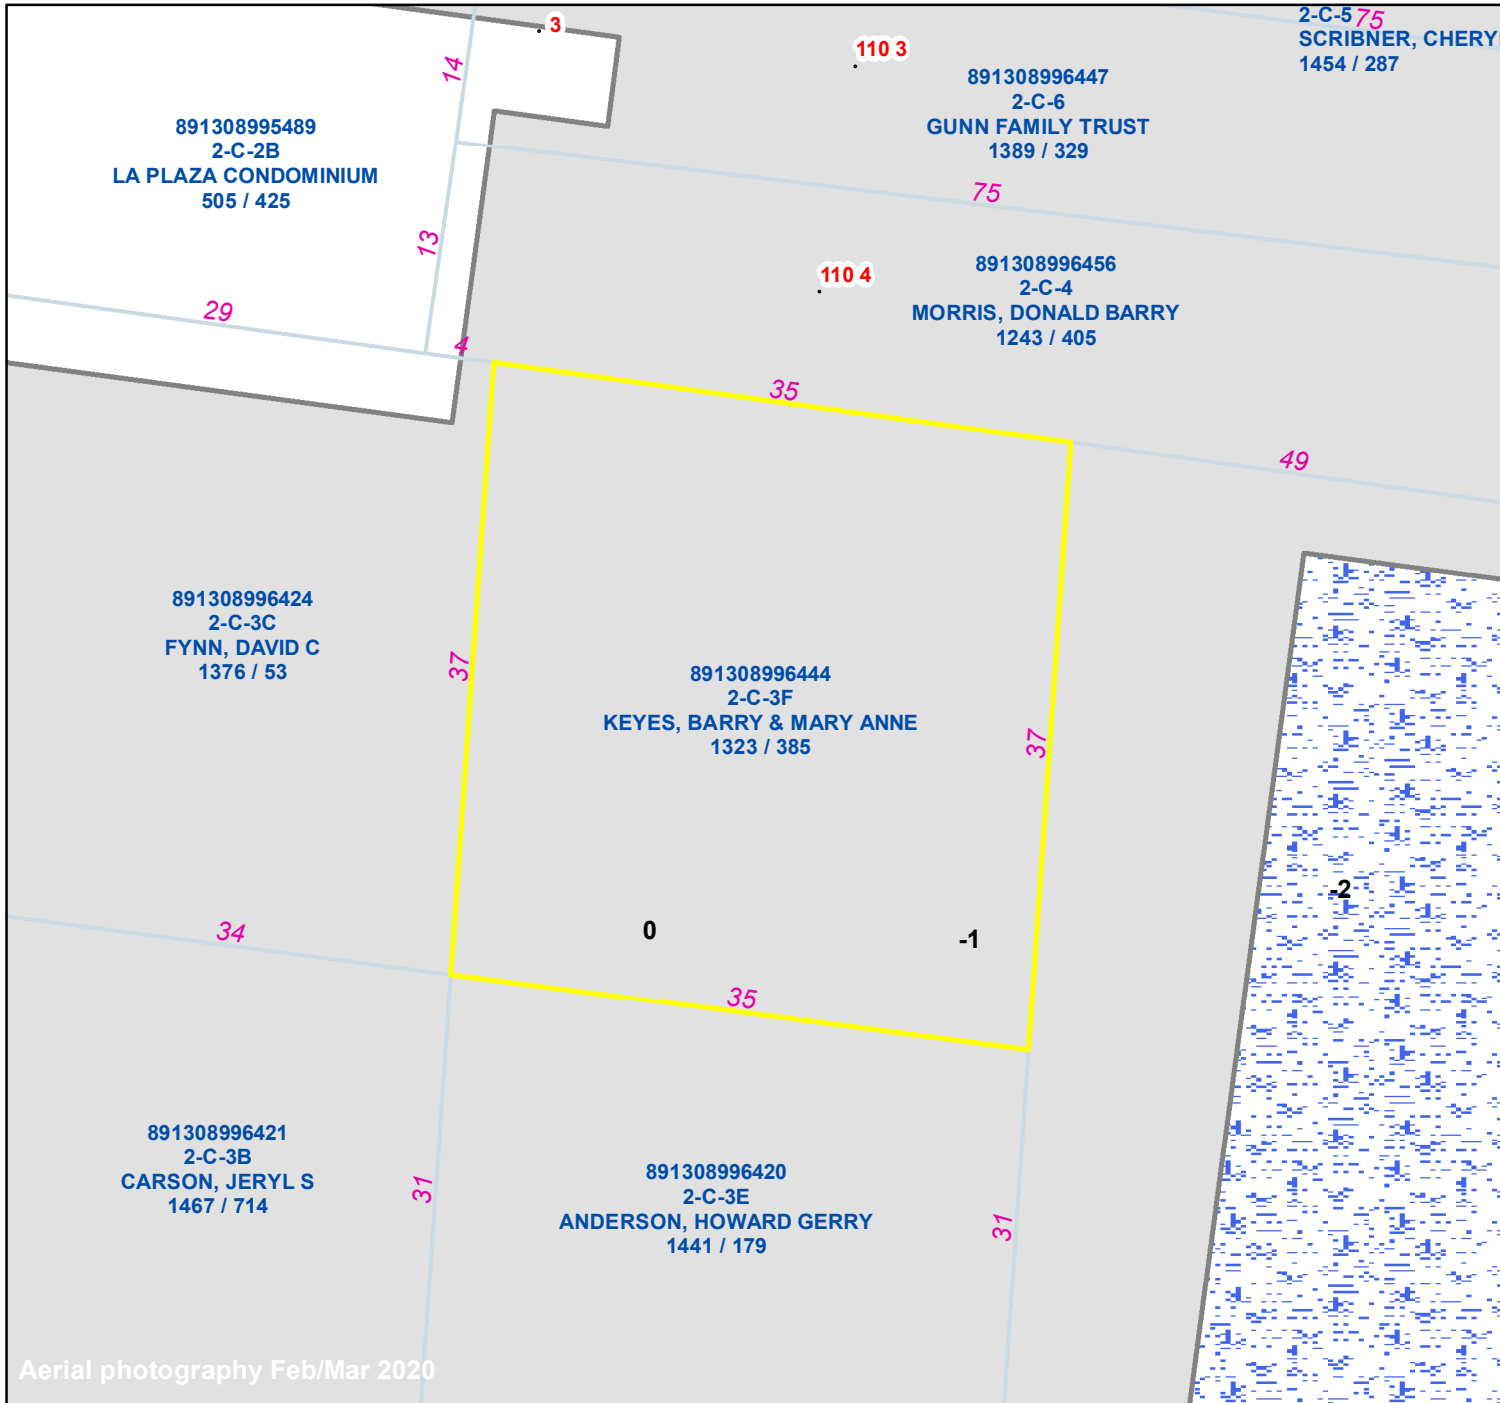 3
110 3
2-C-5
75
SCRIBNER, CHERY
1454 / 287
14
891308996447
2-C-6
GUNN FAMILY TRUST
1389 / 329
891308995489
2-C-2B
LA PLAZA CONDOMINIUM
505 / 425
75
13
110 4
891308996456
2-C-4
MORRIS, DONALD BARRY
1243 / 405
29
4
35
49
891308996424
2-C-3C
FYNN, DAVID C
1376 / 53
37
891308996444
2-C-3F
KEYES, BARRY & MARY ANNE
1323 / 385
37
-2
34
0
-1
35
891308996421
2-C-3B
CARSON, JERYL S
1467 / 714
31
891308996420
2-C-3E
ANDERSON, HOWARD GERRY
1441 / 179
31
Aerial photography Feb/Mar 2020